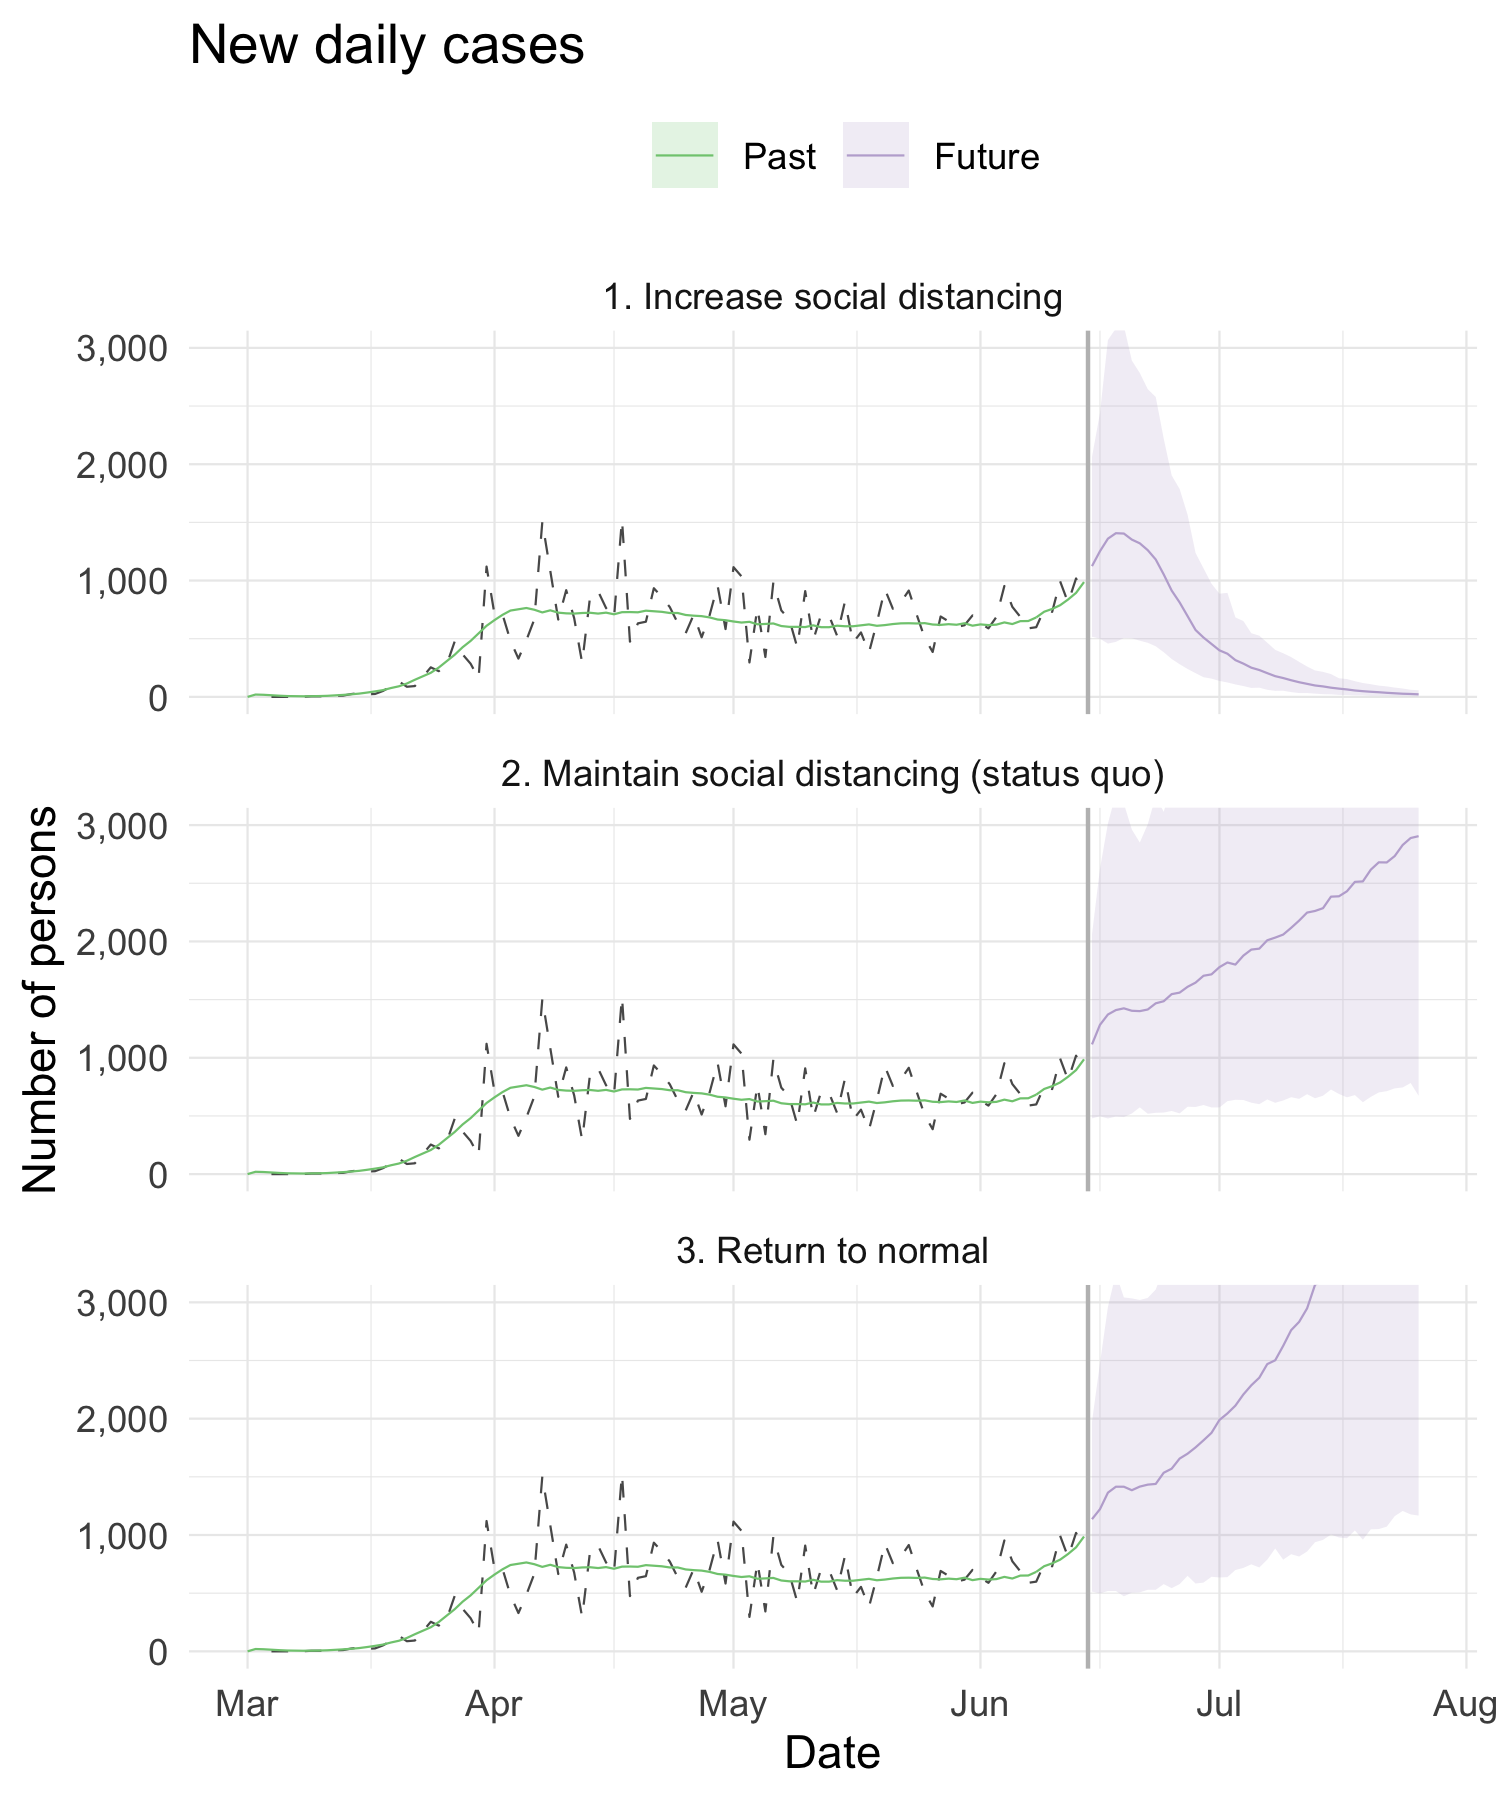 New daily cases
Past Future
1. Increase social distancing
3,000
2,000
1,000
0
2. Maintain social distancing (status quo)
Number of persons
3,000
2,000
1,000
0
3. Return to normal
3,000
2,000
1,000
0
Mar Apr May Jun Jul Aug
Date